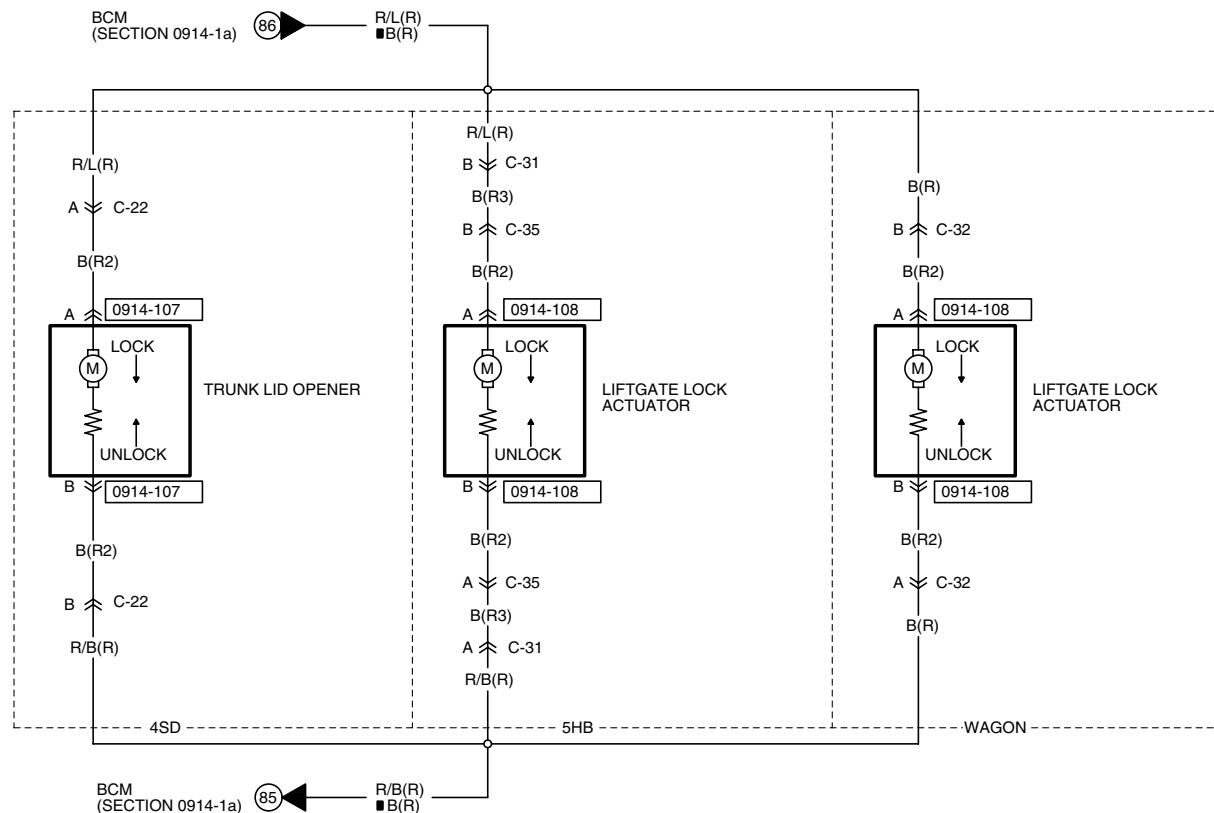 BCM
(SECTION 0914-1a)
86
R/L(R)
■B(R)
R/L(R)
A C-22
B(R2)
A 0914-107
LOCK
M
UNLOCK
TRUNK LID OPENER
B 0914-107
B(R2)
B C-22
R/B(R)
4SD
R/L(R)
B C-31
B(R3)
B C-35
B(R2)
A 0914-108
LOCK
M
UNLOCK
LIFTGATE LOCK
ACTUATOR
B 0914-108
B(R2)
A C-35
B(R3)
A C-31
R/B(R)
5HB
B(R)
B C-32
B(R2)
A 0914-108
LOCK
M
UNLOCK
LIFTGATE LOCK
ACTUATOR
B 0914-108
B(R2)
A C-32
B(R)
WAGON
BCM
(SECTION 0914-1a)
85
R/B(R)
■B(R)